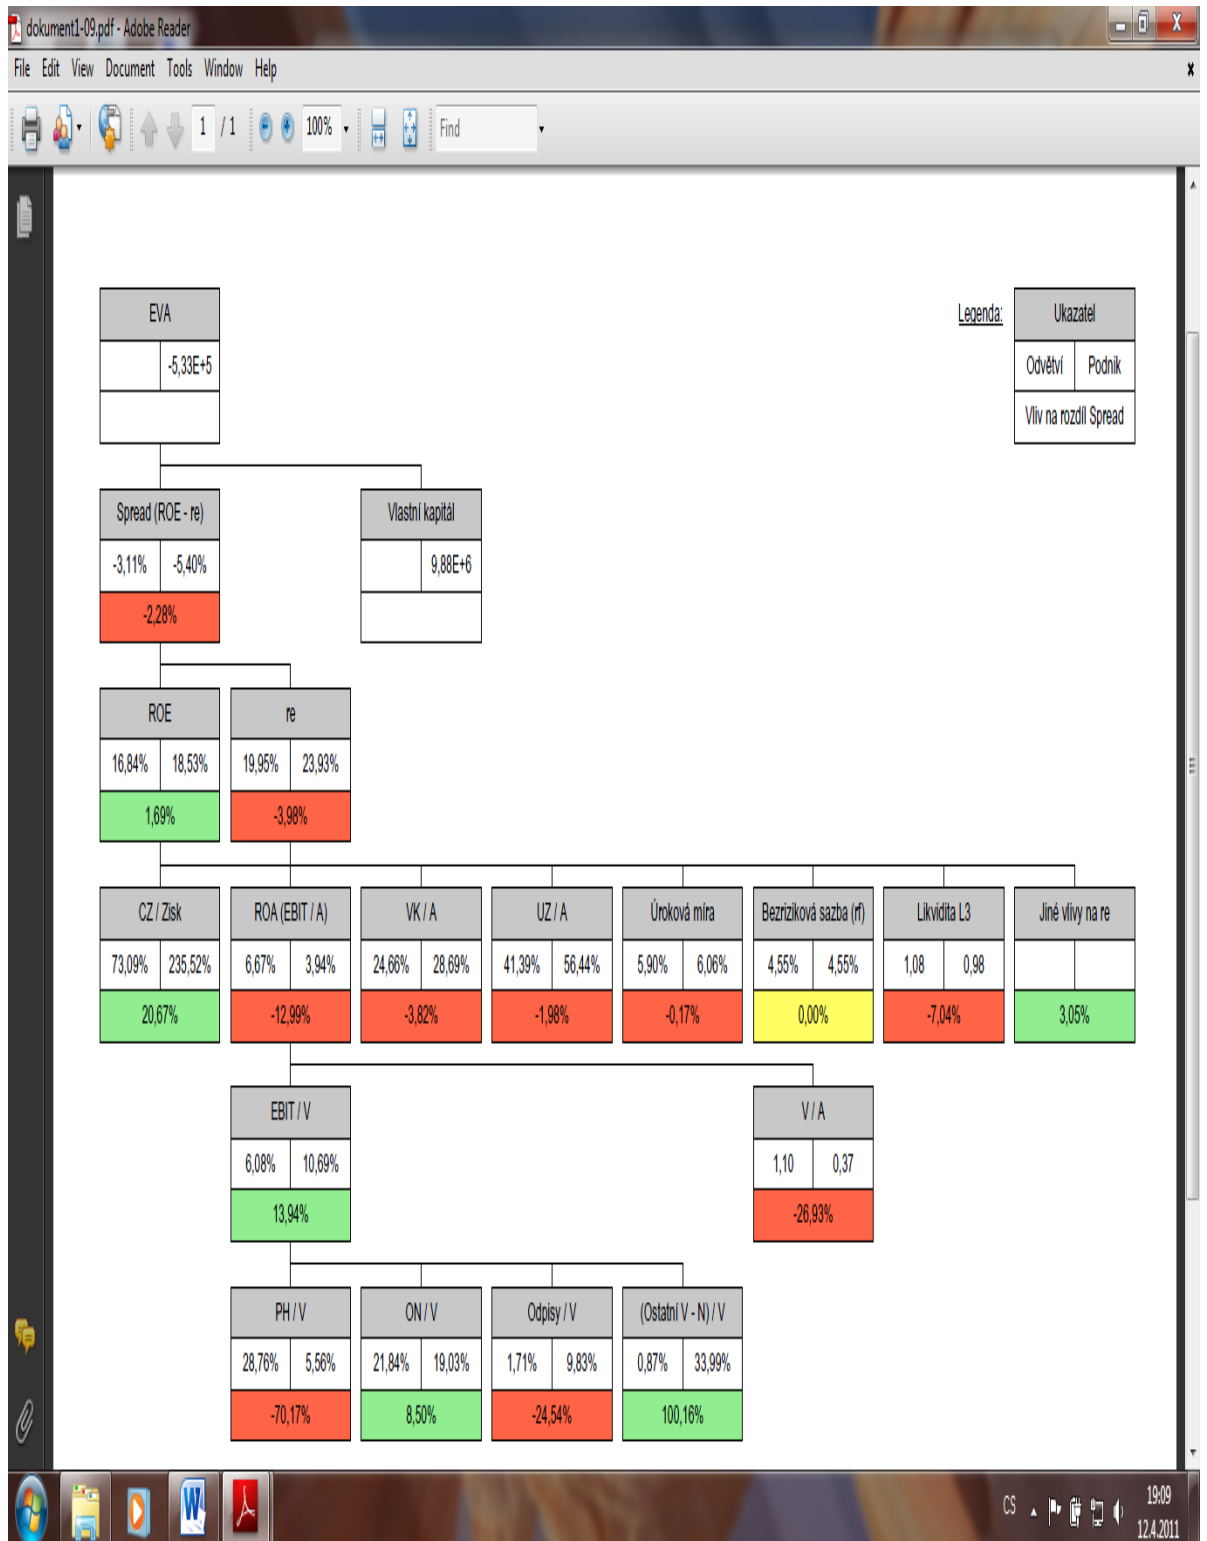 dokument1-09.pdf - Adobe Reader
File Edit View Document Tools Window Help
1 / 1 100% Find
EVA
-5,33E+5
Legenda:
Ukazatel
Odvětví Podnik
Vliv na rozdíl Spread
Spread (ROE - re) Vlastní kapitál
-3,11% -5,40% 9,88E+6
-2,28%
ROE re
16,84% 18,53% 19,95% 23,93%
1,69% -3,98%
CZ / Zisk ROA (EBIT / A) VK / A UZ / A Úroková míra Bezriziková sazba (rf) Likvidita L3 Jiné vlivy na re
73,09% 235,52% 6,67% 3,94% 24,66% 28,69% 41,39% 56,44% 5,90% 6,06% 4,55% 4,55% 1,08 0,98
20,67% -12,99% -3,82% -1,98% -0,17% 0,00% -7,04% 3,05%
EBIT / V V / A
6,08% 10,69% 1,10 0,37
13,94% -26,93%
PH / V ON / V Odpisy / V (Ostatní V - N) / V
28,76% 5,56% 21,84% 19,03% 1,71% 9,83% 0,87% 33,99%
-70,17% 8,50% -24,54% 100,16%
CS 19:09
12.4.2011